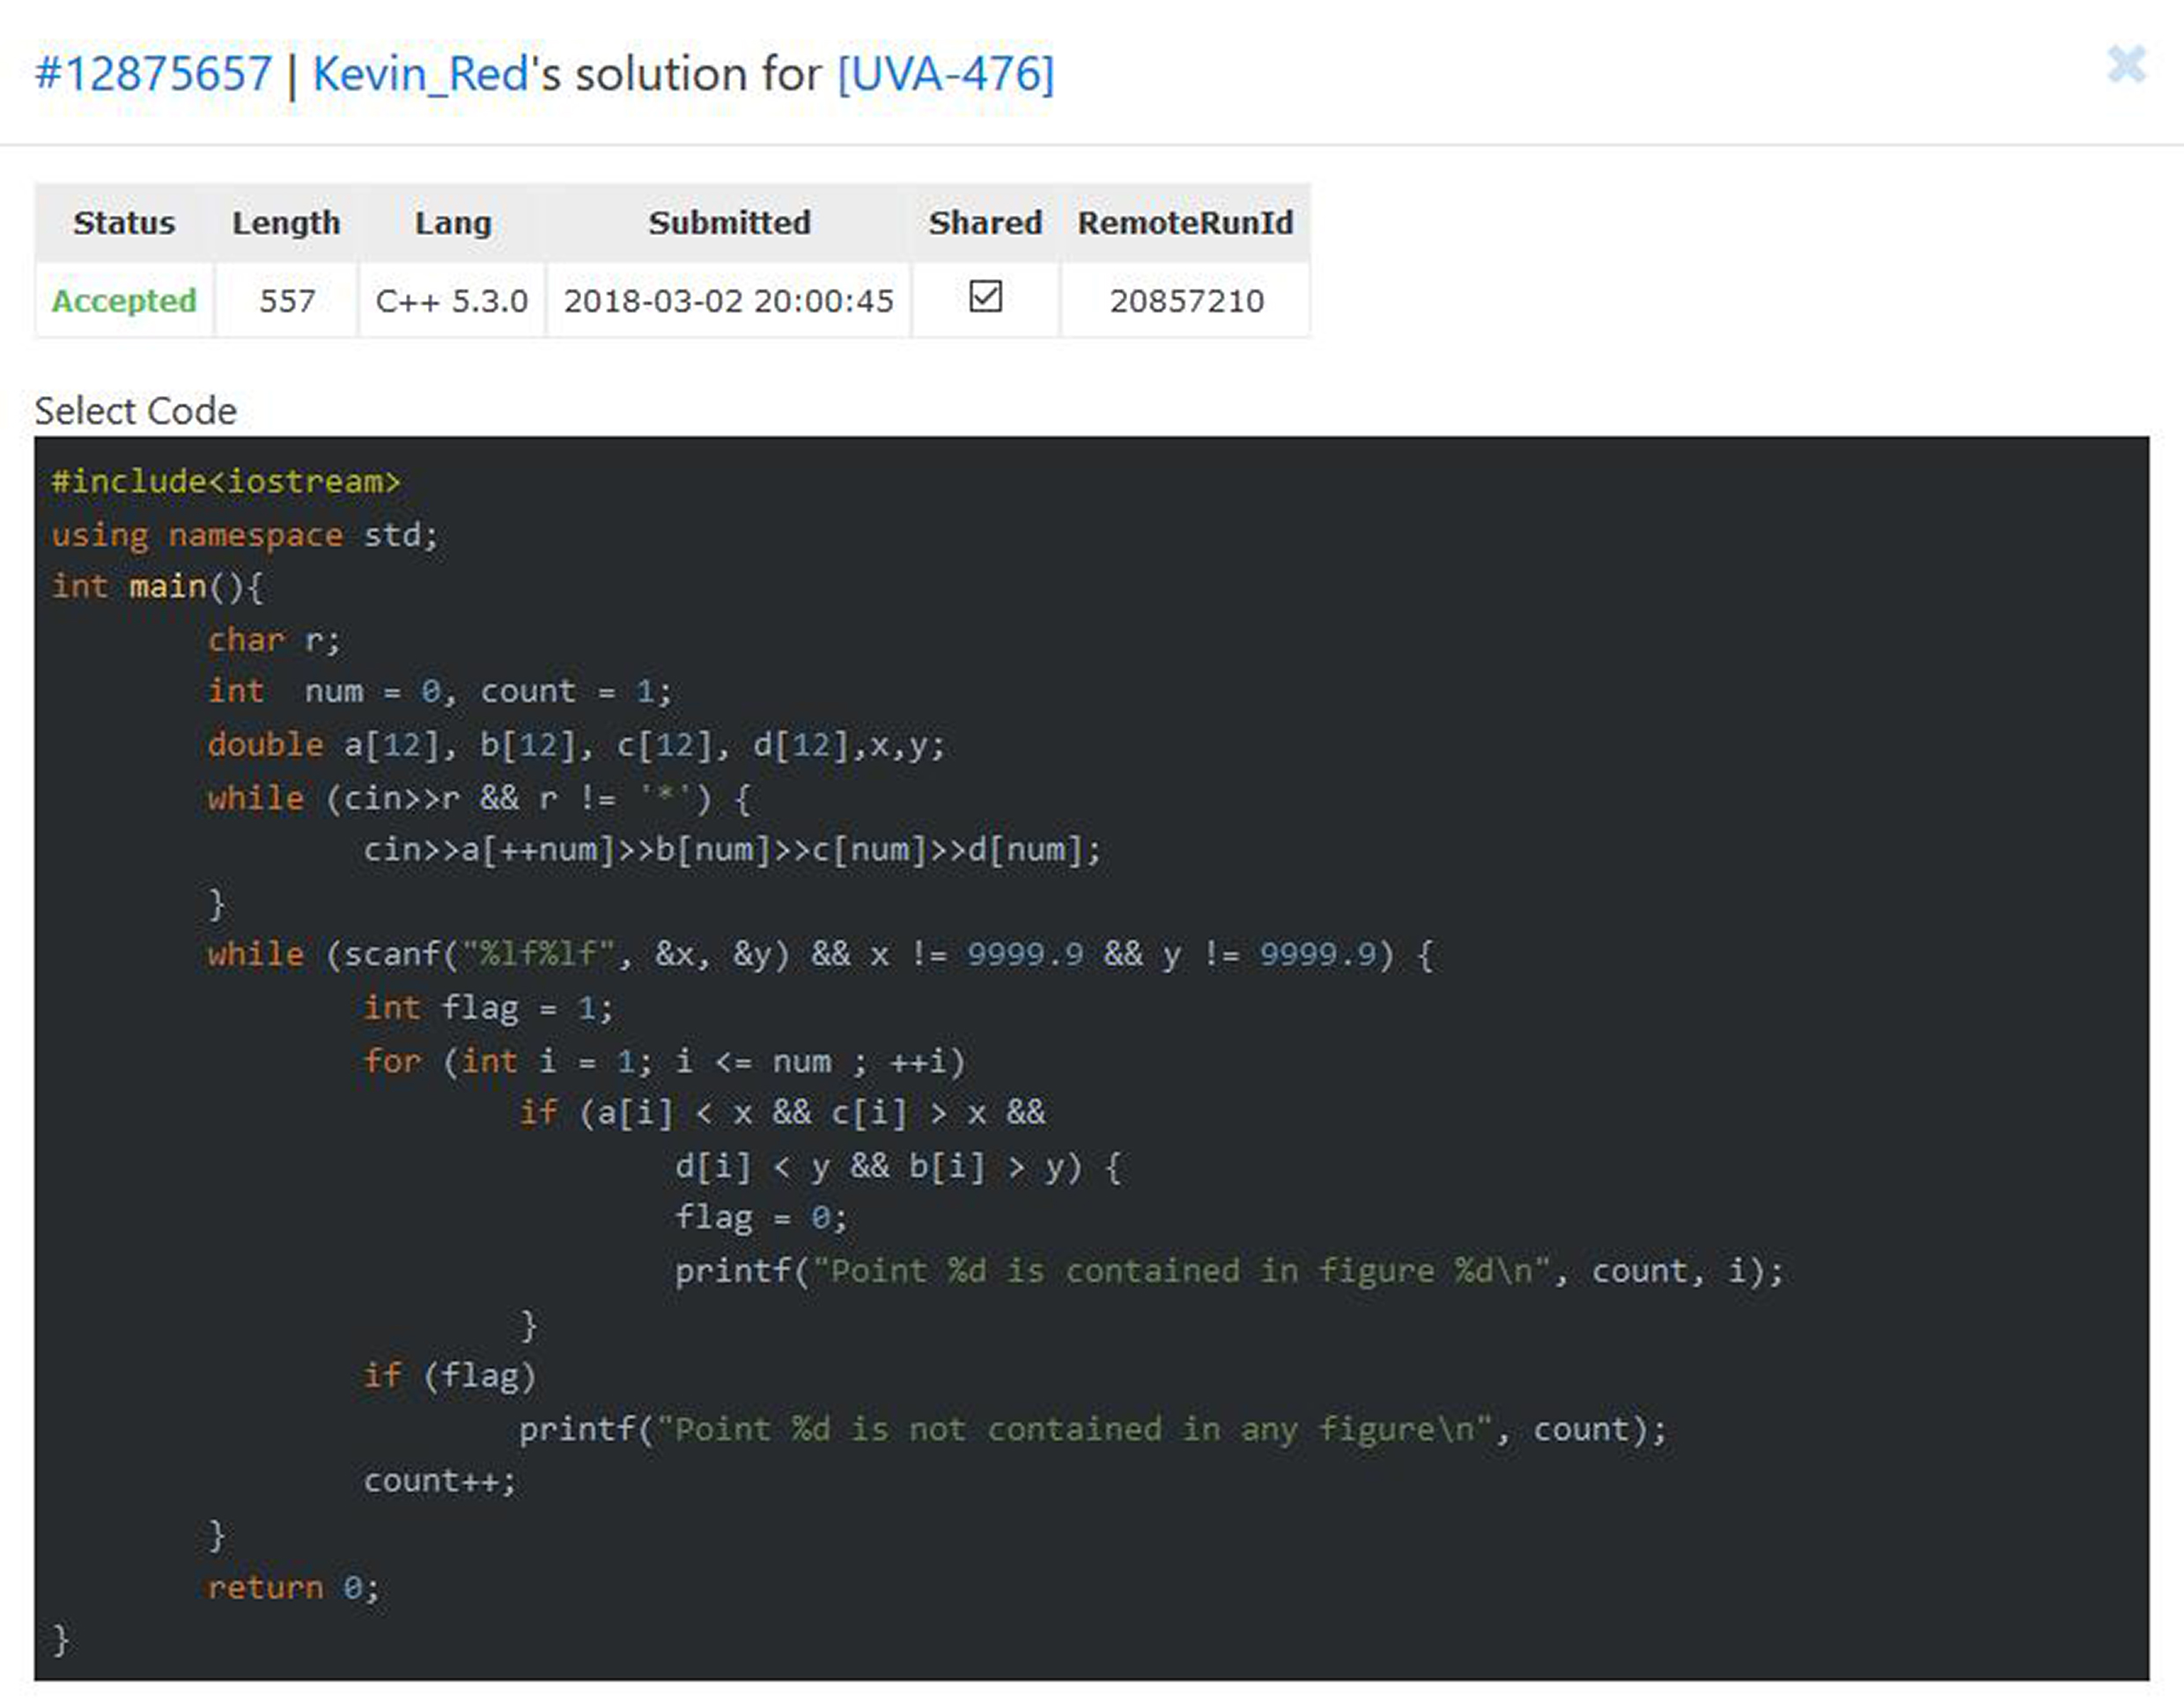 #12875657 | Kevin_Red's solution for [UVA-476]
Status Length Lang Submitted Shared RemoteRunId
Accepted 557 C++ 5.3.0 2018-03-02 20:00:45 20857210
Select Code
#include<iostream>
using namespace std;
int main(){
        char r;
        int  num = 0, count = 1;
        double a[12], b[12], c[12], d[12],x,y;
        while (cin>>r && r != '*') {
                cin>>a[++num]>>b[num]>>c[num]>>d[num];
        }
        while (scanf("%lf%lf", &x, &y) && x != 9999.9 && y != 9999.9) {
                int flag = 1;
                for (int i = 1; i <= num ; ++i)
                        if (a[i] < x && c[i] > x &&
                                d[i] < y && b[i] > y) {
                                flag = 0;
                                printf("Point %d is contained in figure %d\n", count, i);
                        }
                if (flag)
                        printf("Point %d is not contained in any figure\n", count);
                count++;
        }
        return 0;
}